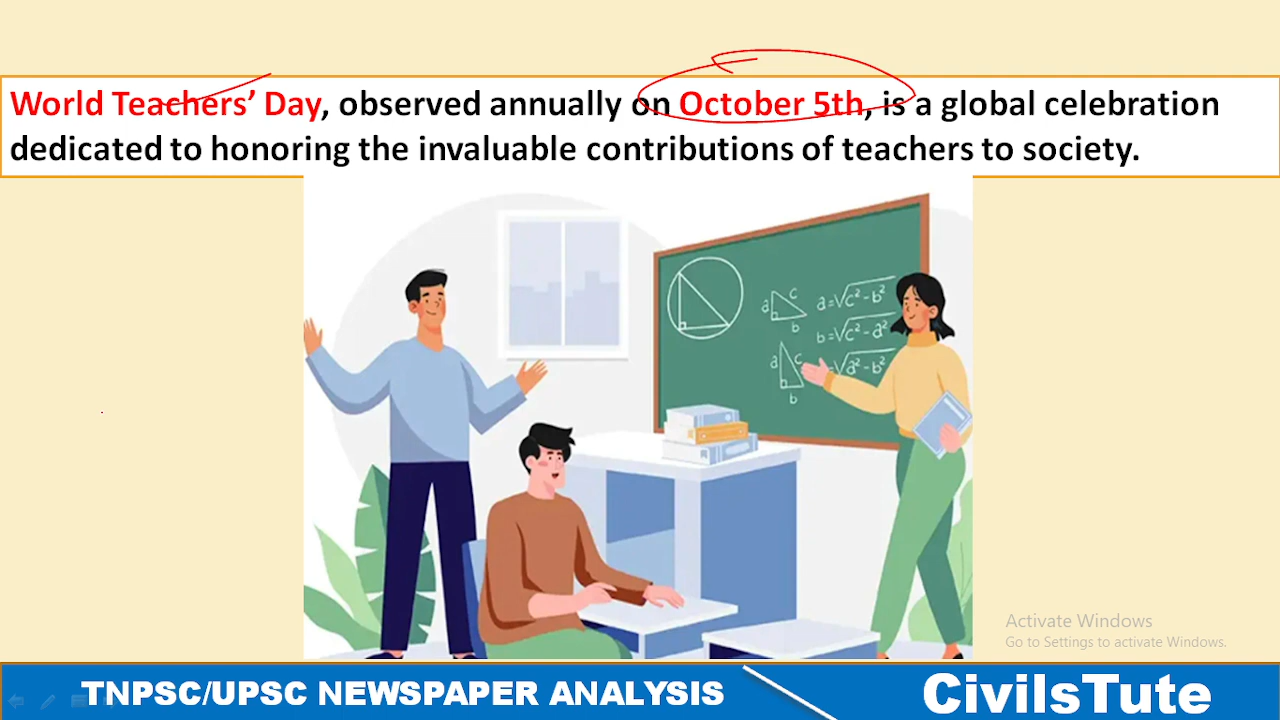 World Teachers' Day, observed annually on October 5th, is a global celebration
dedicated to honoring the invaluable contributions of teachers to society.
a c b a=√c²-b²
b=√c²-a²
a c b =√a²-b²
Activate Windows
Go to Settings to activate Windows.
TNPSC/UPSC NEWSPAPER ANALYSIS
CivilsTute